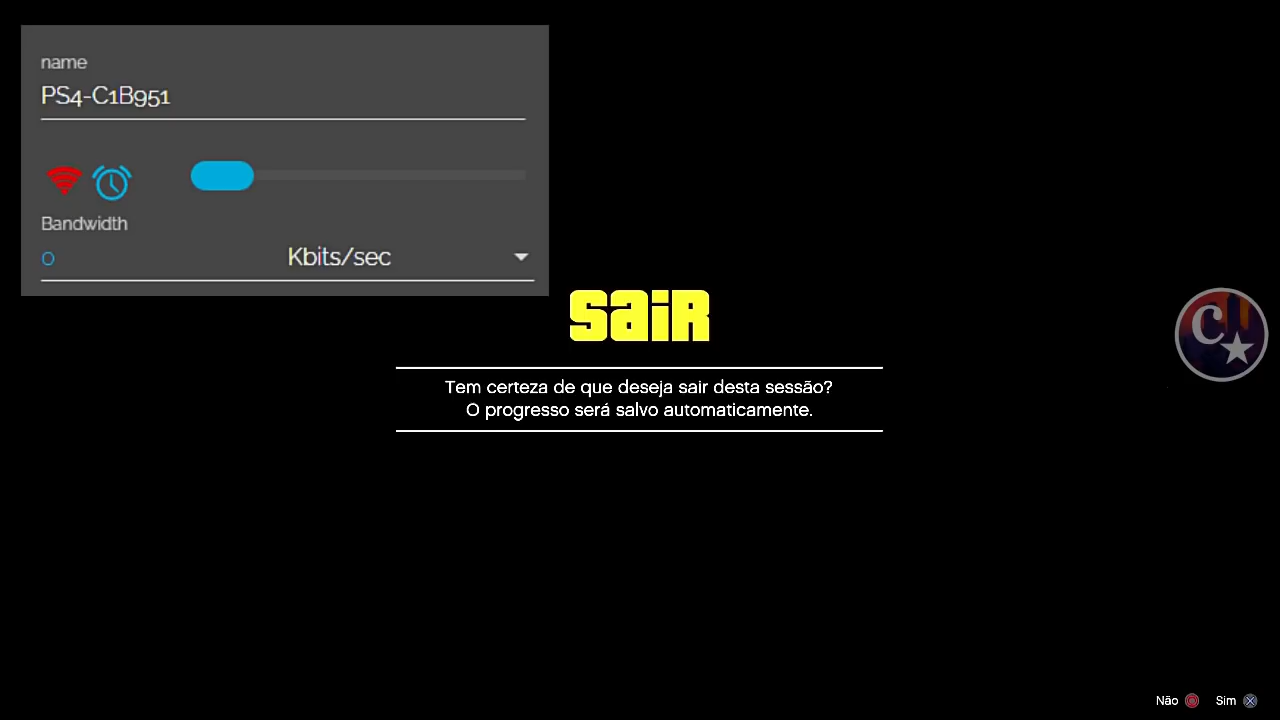 name
PS4-C1B951
Bandwidth
0
Kbits/sec
sair
Tem certeza de que deseja sair desta sessão?
O progresso será salvo automaticamente.
C
Não
Sim